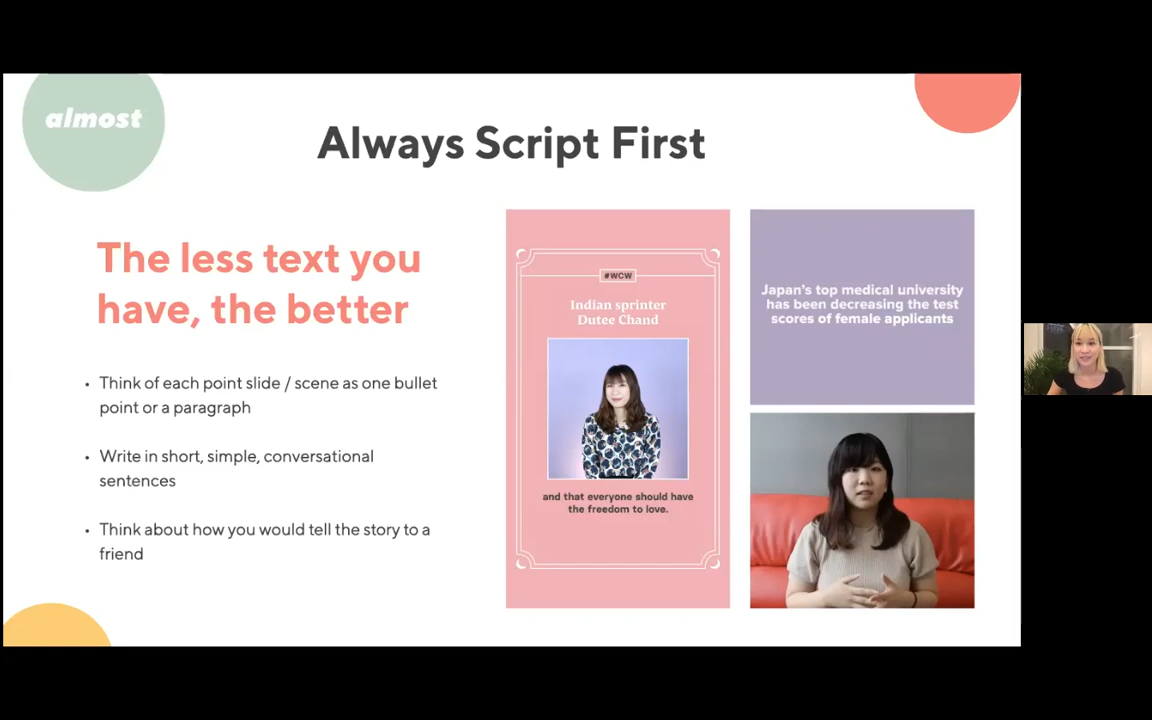 almost
Always Script First
The less text you
have, the better
• Think of each point slide / scene as one bullet
point or a paragraph
• Write in short, simple, conversational
sentences
• Think about how you would tell the story to a
friend
#WCW
Indian sprinter
Dutee Chand
and that everyone should have
the freedom to love.
Japan's top medical university
has been decreasing the test
scores of female applicants